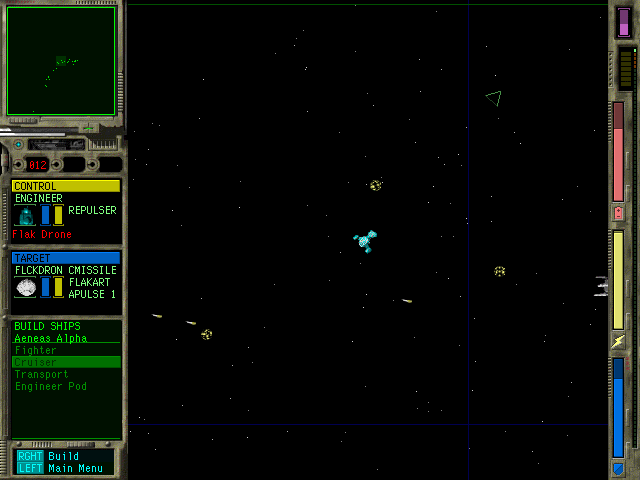 012
CONTROL
ENGINEER
REPULSER
Flak Drone
TARGET
FLCKDRON CMISSILE
FLAKART
APULSE 1
BUILD SHIPS
Aeneas Alpha
Fighter
Cruiser
Transport
Engineer Pod
RGHT Build
LEFT Main Menu